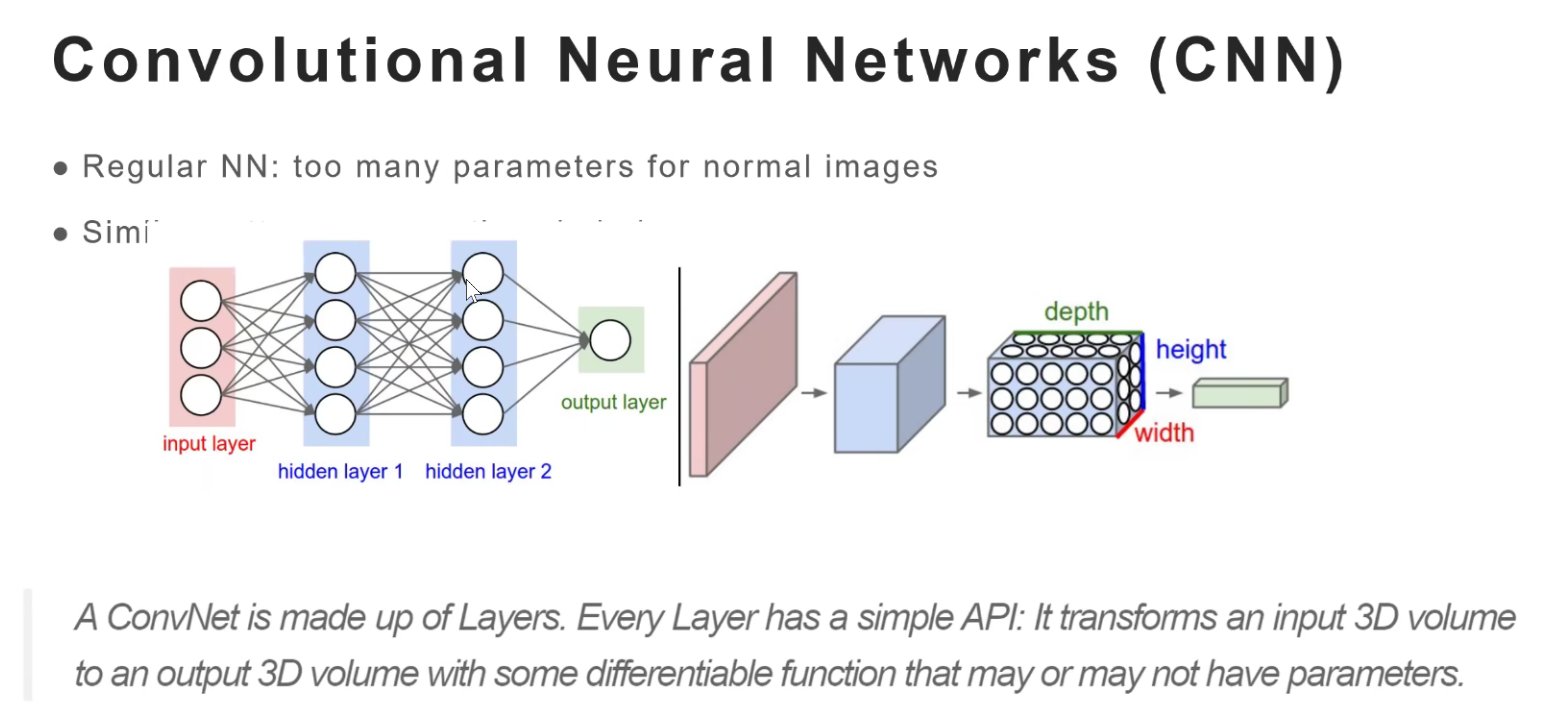 Convolutional Neural Networks (CNN)
● Regular NN: too many parameters for normal images
●
input layer
hidden layer 1
hidden layer 2
output layer
depth
height
width
A ConvNet is made up of Layers. Every Layer has a simple API: It transforms an input 3D volume
to an output 3D volume with some differentiable function that may or may not have parameters.